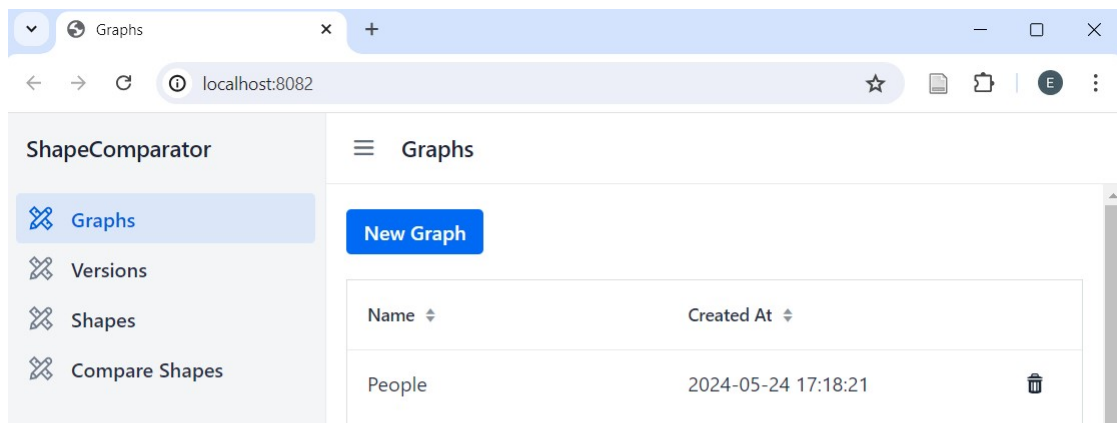 Graphs
localhost:8082
E
ShapeComparator
Graphs
Graphs
Versions
Shapes
Compare Shapes
New Graph
Name Created At
People 2024-05-24 17:18:21